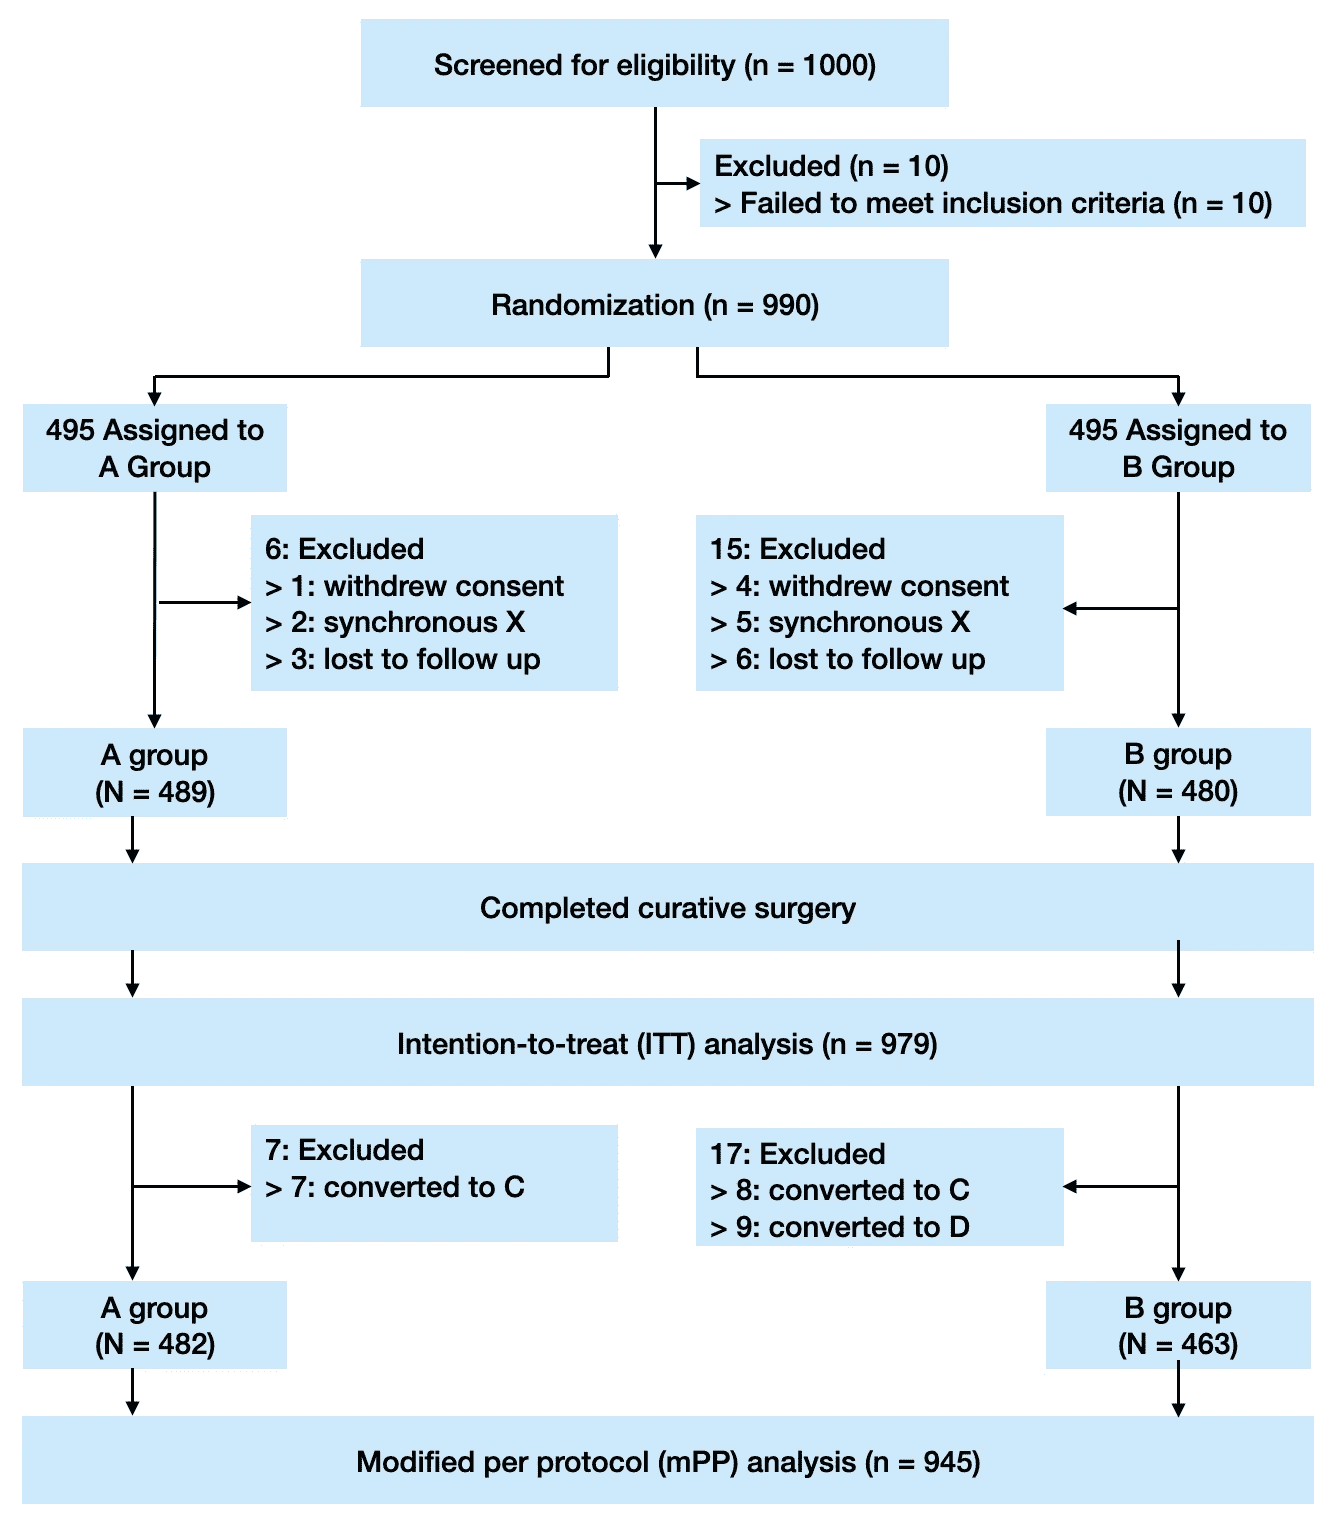 Screened for eligibility (n = 1000)
Excluded (n = 10)
> Failed to meet inclusion criteria (n = 10)
Randomization (n = 990)
495 Assigned to
A Group
495 Assigned to
B Group
6: Excluded
> 1: withdrew consent
> 2: synchronous X
> 3: lost to follow up
15: Excluded
> 4: withdrew consent
> 5: synchronous X
> 6: lost to follow up
A group
(N = 489)
B group
(N = 480)
Completed curative surgery
Intention-to-treat (ITT) analysis (n = 979)
7: Excluded
> 7: converted to C
17: Excluded
> 8: converted to C
> 9: converted to D
A group
(N = 482)
B group
(N = 463)
Modified per protocol (mPP) analysis (n = 945)